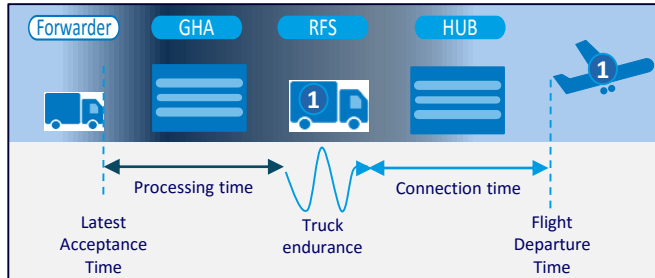 Forwarder
GHA
RFS
HUB
1
1
Processing time
Connection time
Latest
Acceptance
Time
Truck
endurance
Flight
Departure
Time